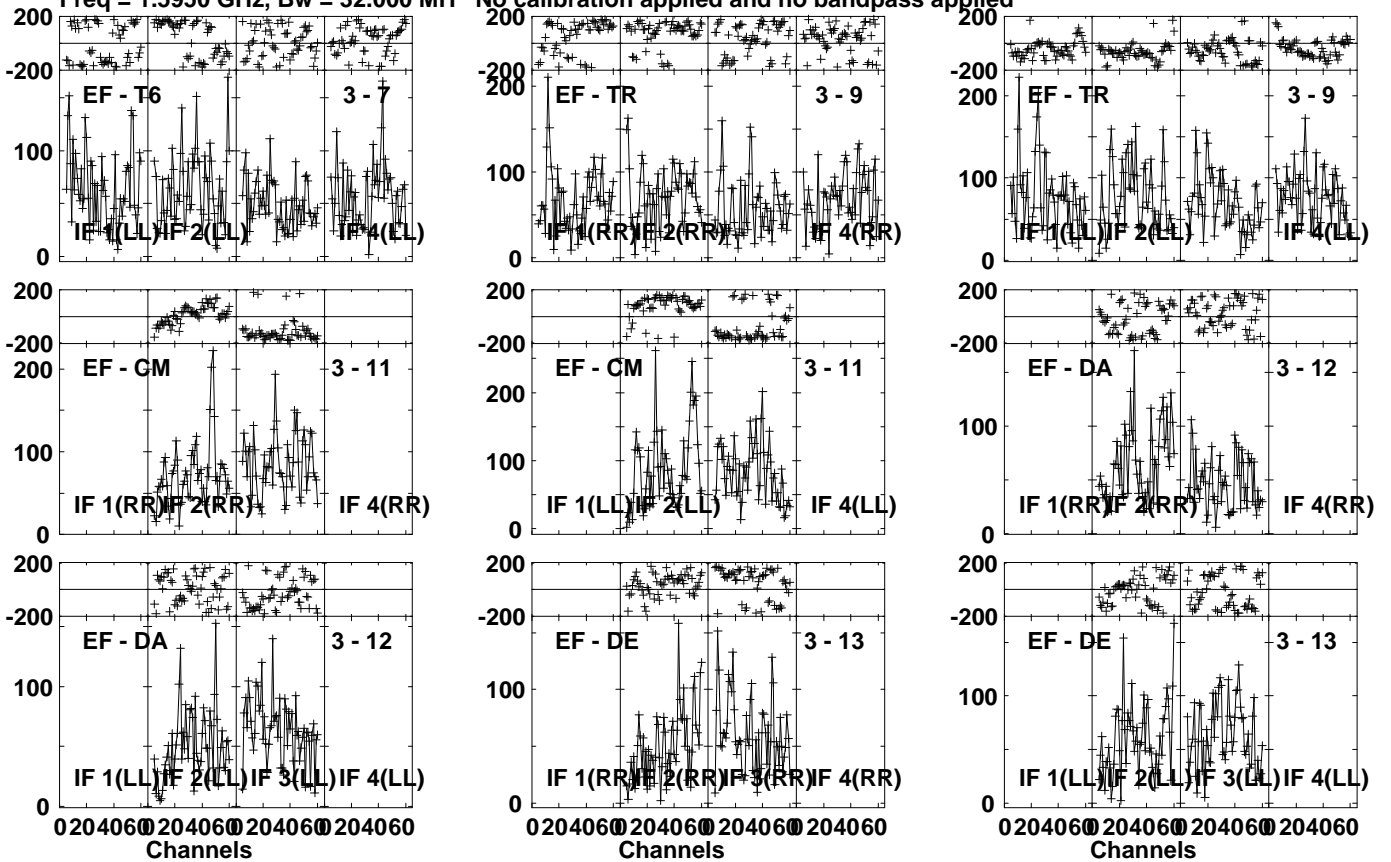 Freq = 1.5950 GHz, Bw = 32.000 MH No calibration applied and no bandpass applied
200
-200
EF - T6
3 - 7
100
0
IF 1(LL) IF 2(LL) IF 4(LL)
200
-200
200
EF - TR
3 - 9
100
0
IF 1(RR) IF 2(RR) IF 4(RR)
200
-200
200
EF - TR
3 - 9
100
0
IF 1(LL) IF 2(LL) IF 4(LL)
200
-200
200
EF - CM
3 - 11
100
0
IF 1(RR) IF 2(RR) IF 4(RR)
200
-200
200
EF - CM
3 - 11
100
0
IF 1(LL) IF 2(LL) IF 4(LL)
200
-200
EF - DA
3 - 12
100
0
IF 1(RR) IF 2(RR) IF 4(RR)
200
-200
EF - DA
3 - 12
100
0
IF 1(LL) IF 2(LL) IF 3(LL) IF 4(LL)
0 20 40 60 0 20 40 60 0 20 40 60 0 20 40 60
Channels
200
-200
EF - DE
3 - 13
100
0
IF 1(RR) IF 2(RR) IF 3(RR) IF 4(RR)
0 20 40 60 0 20 40 60 0 20 40 60 0 20 40 60
Channels
200
-200
EF - DE
3 - 13
100
0
IF 1(LL) IF 2(LL) IF 3(LL) IF 4(LL)
0 20 40 60 0 20 40 60 0 20 40 60 0 20 40 60
Channels